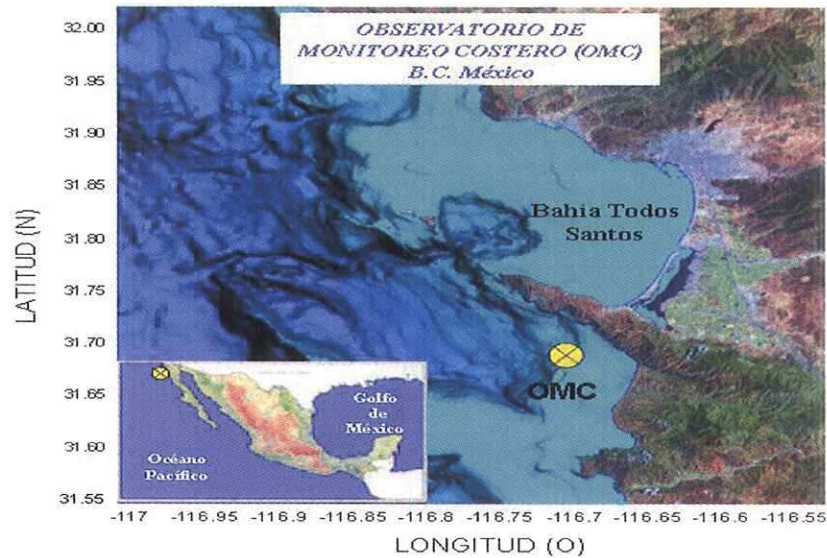 OBSERVATORIO DE
MONITOREO COSTERO (OMC)
B.C. México
LATITUD (N)
32.00
31.95
31.90
31.85
31.80
31.75
31.70
31.65
31.60
31.55
Bahía Todos
Santos
OMC
Golfo
de
México
Océano
Pacífico
-117
-116.95
-116.9
-116.85
-116.8
-116.75
-116.7
-116.65
-116.6
-116.55
LONGITUD (O)